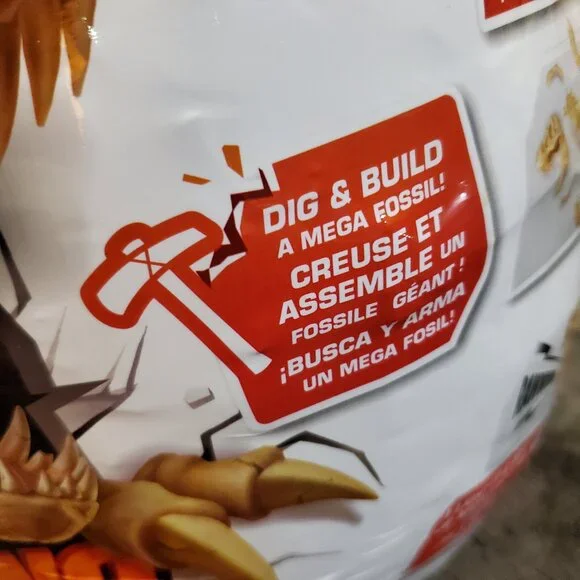 DIG & BUILD
A MEGA FOSSIL!
CREUSE ET
ASSEMBLE UN
FOSSILE GÉANT!
¡BUSCA Y ARMA
UN MEGA FOSIL!